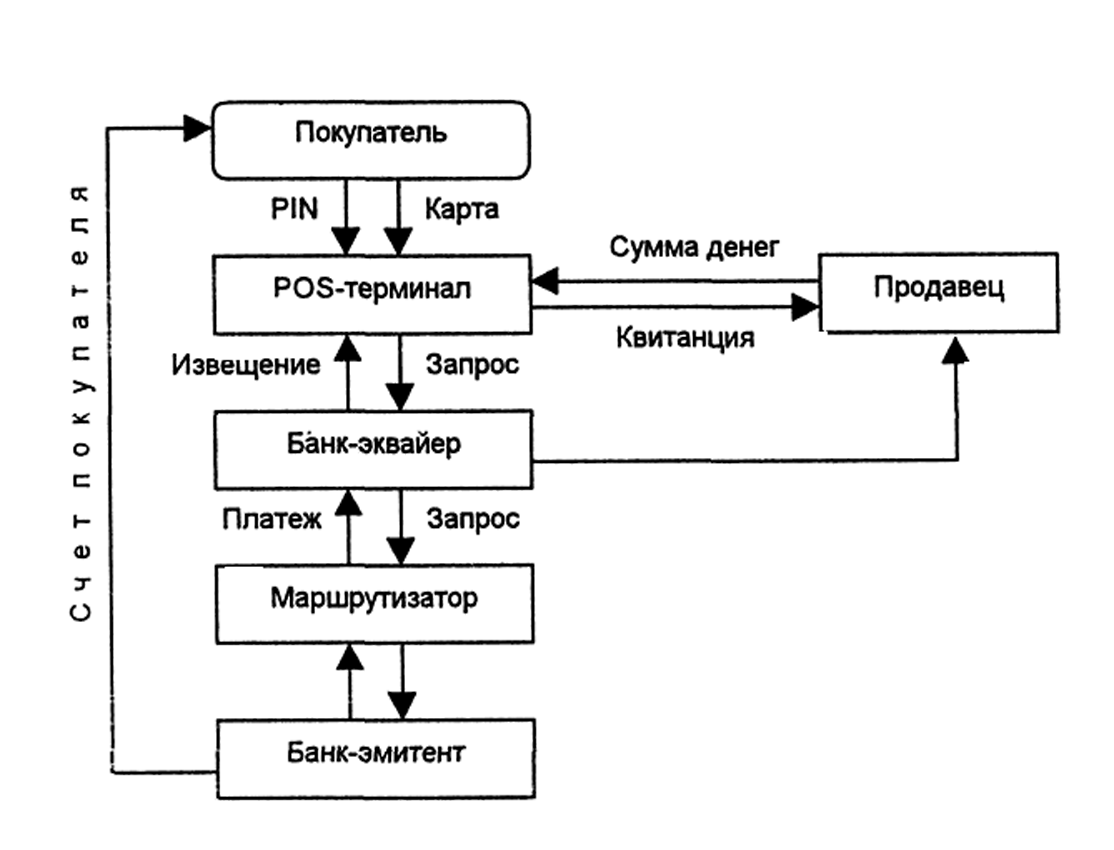 Покупатель
PIN
Карта
Сумма денег
POS-терминал
Продавец
Квитанция
Извещение
Запрос
Банк-эквайер
Платеж
Запрос
Маршрутизатор
Банк-эмитент
Счет покупателя